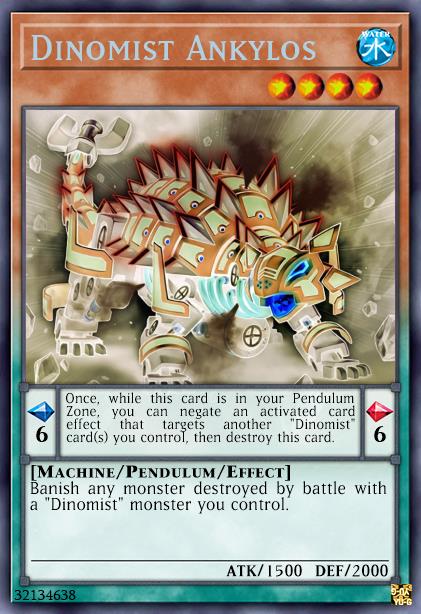 Dinomist Ankylos
WATER
水
Once, while this card is in your Pendulum
Zone, you can negate an activated card
effect that targets another "Dinomist"
card(s) you control, then destroy this card.
6
6
[Machine/Pendulum/Effect]
Banish any monster destroyed by battle with
a "Dinomist" monster you control.
ATK/1500 DEF/2000
32134638